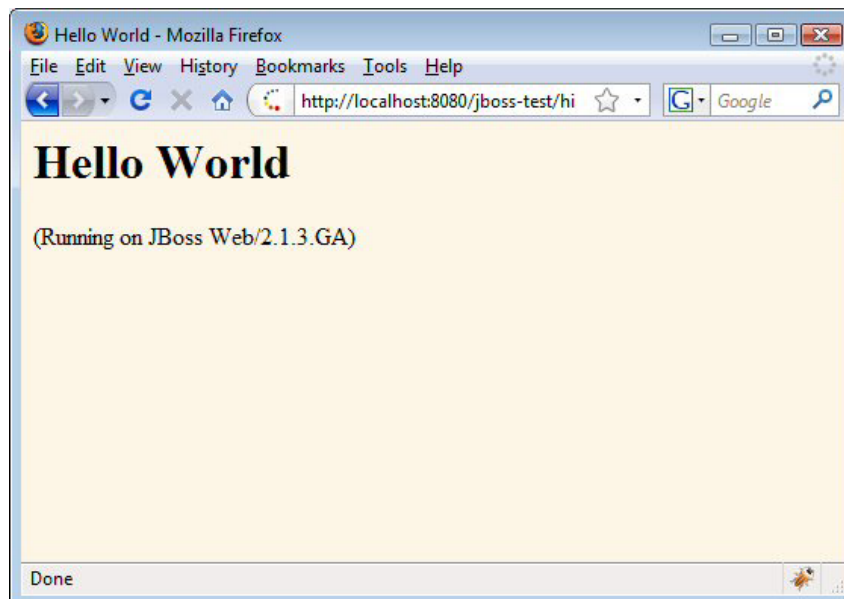 Hello World - Mozilla Firefox
File Edit View History Bookmarks Tools Help
http://localhost:8080/jboss-test/hi G Google
Hello World
(Running on JBoss Web/2.1.3.GA)
Done